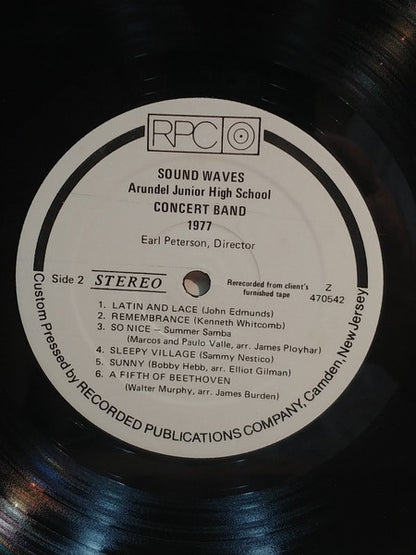 RPC
SOUND WAVES
Arundel Junior High School
CONCERT BAND
1977
Earl Peterson, Director
Side 2 STEREO
Rerecorded from client's
furnished tape
Z
470542
1. LATIN AND LACE (John Edmunds)
2. REMEMBRANCE (Kenneth Whitcomb)
3. SO NICE – Summer Samba
(Marcos and Paulo Valle, arr. James Ployhar)
4. SLEEPY VILLAGE (Sammy Nestico)
5. SUNNY (Bobby Hebb, arr. Elliot Gilman)
6. A FIFTH OF BEETHOVEN
(Walter Murphy, arr. James Burden)
Custom Pressed by RECORDED PUBLICATIONS COMPANY, Camden, New Jersey